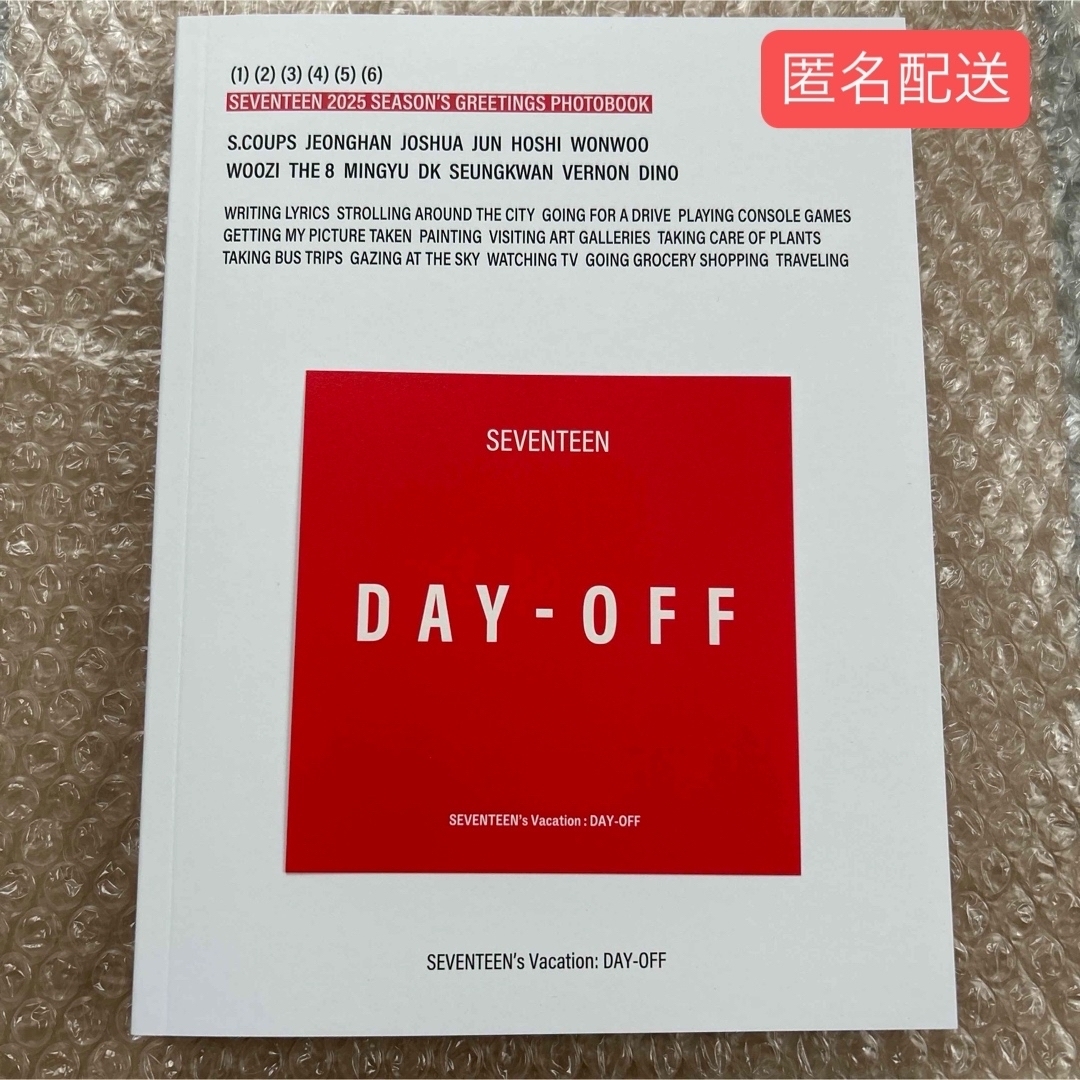 匿名配送
(1) (2) (3) (4) (5) (6)
SEVENTEEN 2025 SEASON'S GREETINGS PHOTOBOOK
S.COUPS JEONGHAN JOSHUA JUN HOSHI WONWOO
WOOZI THE 8 MINGYU DK SEUNGKWAN VERNON DINO
WRITING LYRICS STROLLING AROUND THE CITY GOING FOR A DRIVE PLAYING CONSOLE GAMES
GETTING MY PICTURE TAKEN PAINTING VISITING ART GALLERIES TAKING CARE OF PLANTS
TAKING BUS TRIPS GAZING AT THE SKY WATCHING TV GOING GROCERY SHOPPING TRAVELING
SEVENTEEN
DAY-OFF
SEVENTEEN's Vacation : DAY-OFF
SEVENTEEN's Vacation: DAY-OFF